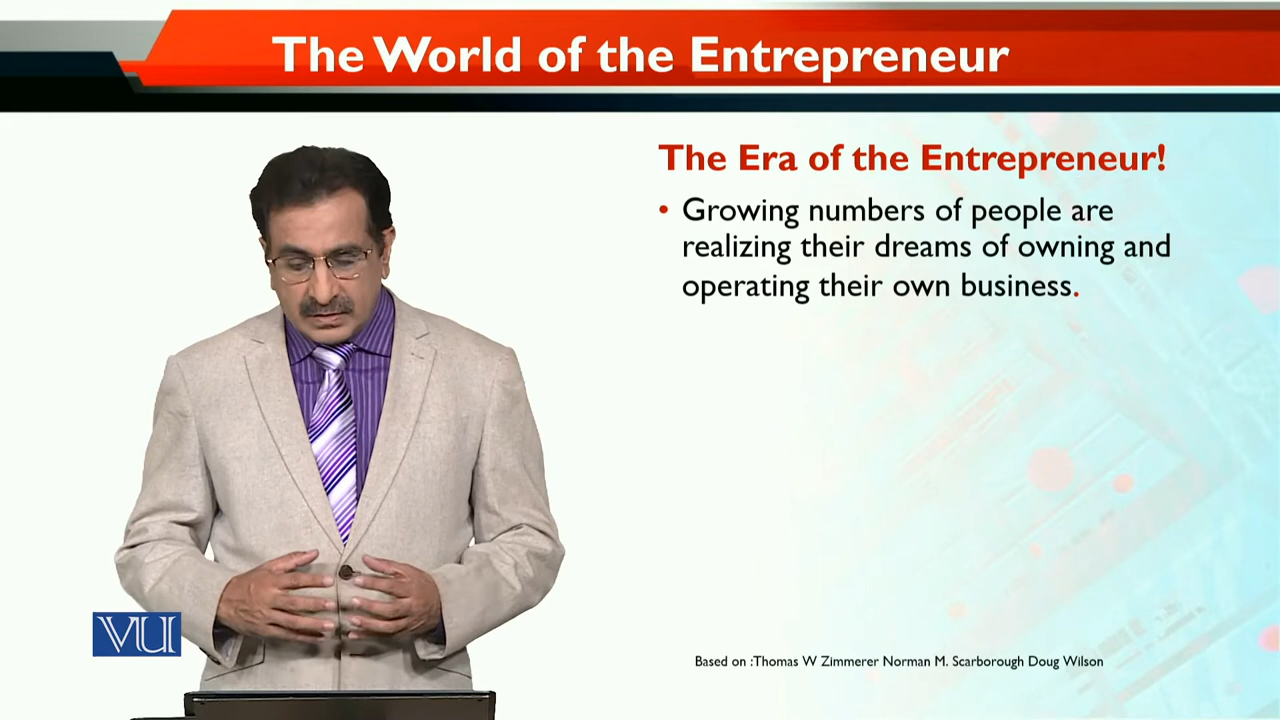 The World of the Entrepreneur
The Era of the Entrepreneur!
• Growing numbers of people are
realizing their dreams of owning and
operating their own business.
VU
Based on :Thomas W Zimmerer Norman M. Scarborough Doug Wilson